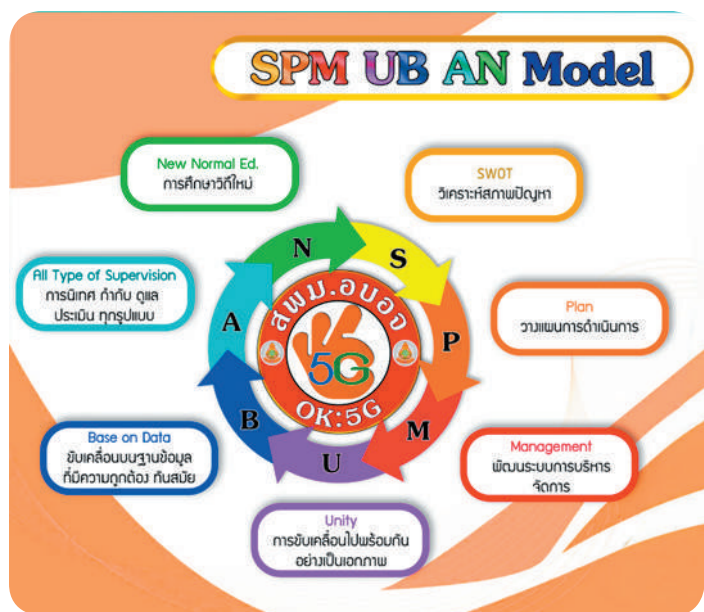 SPM UB AN Model
SWOT
วิเคราะห์สภาพปัญหา
Plan
วางแผนการดำเนินการ
Management
พัฒนระบบการบริหาร
จัดการ
Unity
การขับเคลื่อนไปพร้อมกัน
อย่างเป็นเอกภาพ
Base on Data
ขับเคลื่อนบนฐานข้อมูล
ที่มีความถูกต้อง ทันสมัย
All Type of Supervision
การนิเทศ กำกับ ดูแล
ประเมิน ทุกรูปแบบ
New Normal Ed.
การศึกษาวิถีใหม่
S
P
M
U
B
A
N
สพม.อบอจ
5G
OK:5G